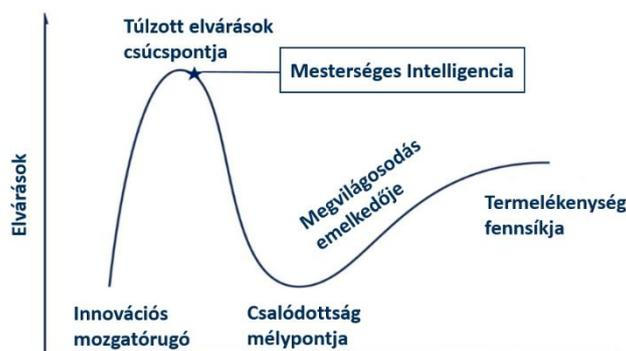 Túlzott elvárások
csúcspontja
Mesterséges Intelligencia
Elvárások
Megvilágosodás
emelkedője
Termelékenység
fennsíkja
Innovációs
mozgatórugó
Csalódottság
mélypontja